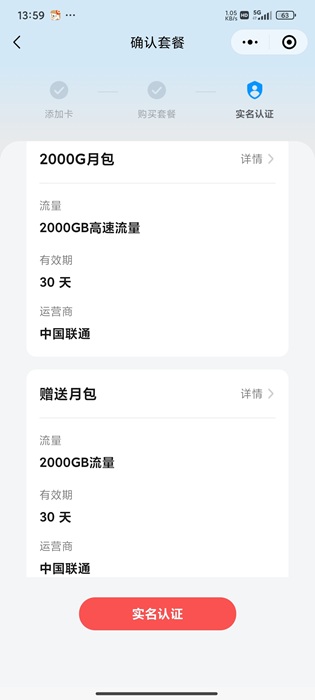 13:59
1.05 KB/s HD 5G 63
确认套餐
添加卡 购买套餐 实名认证
2000G月包 详情
流量
2000GB高速流量
有效期
30 天
运营商
中国联通
赠送月包 详情
流量
2000GB流量
有效期
30 天
运营商
中国联通
实名认证